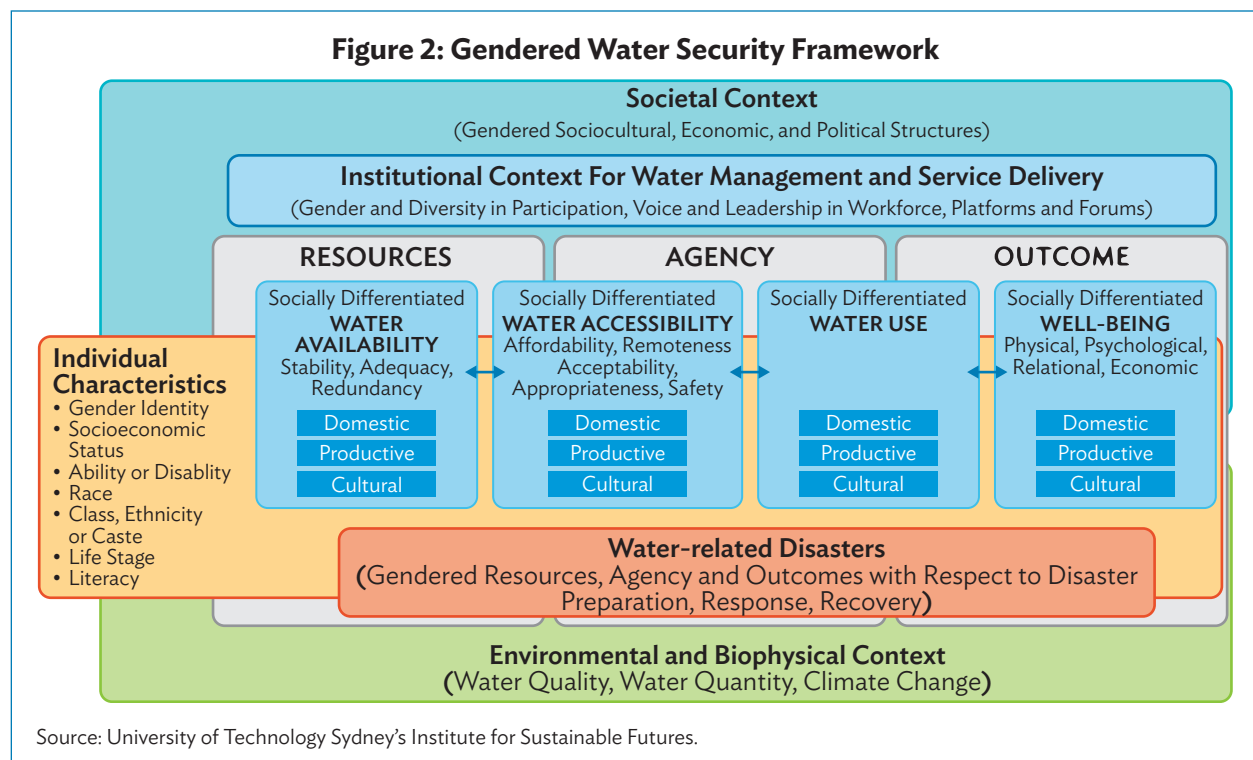 Figure 2: Gendered Water Security Framework
Societal Context
(Gendered Sociocultural, Economic, and Political Structures)
Institutional Context For Water Management and Service Delivery
(Gender and Diversity in Participation, Voice and Leadership in Workforce, Platforms and Forums)
RESOURCES
AGENCY
OUTCOME
Individual
Characteristics
• Gender Identity
• Socioeconomic
Status
• Ability or Disablity
• Race
• Class, Ethnicity
or Caste
• Life Stage
• Literacy
Socially Differentiated
WATER
AVAILABILITY
Stability, Adequacy,
Redundancy
Domestic
Productive
Cultural
Socially Differentiated
WATER ACCESSIBILITY
Affordability, Remoteness
Acceptability,
Appropriateness, Safety
Domestic
Productive
Cultural
Socially Differentiated
WATER USE
Domestic
Productive
Cultural
Socially Differentiated
WELL-BEING
Physical, Psychological,
Relational, Economic
Domestic
Productive
Cultural
Water-related Disasters
(Gendered Resources, Agency and Outcomes with Respect to Disaster
Preparation, Response, Recovery)
Environmental and Biophysical Context
(Water Quality, Water Quantity, Climate Change)
Source: University of Technology Sydney's Institute for Sustainable Futures.